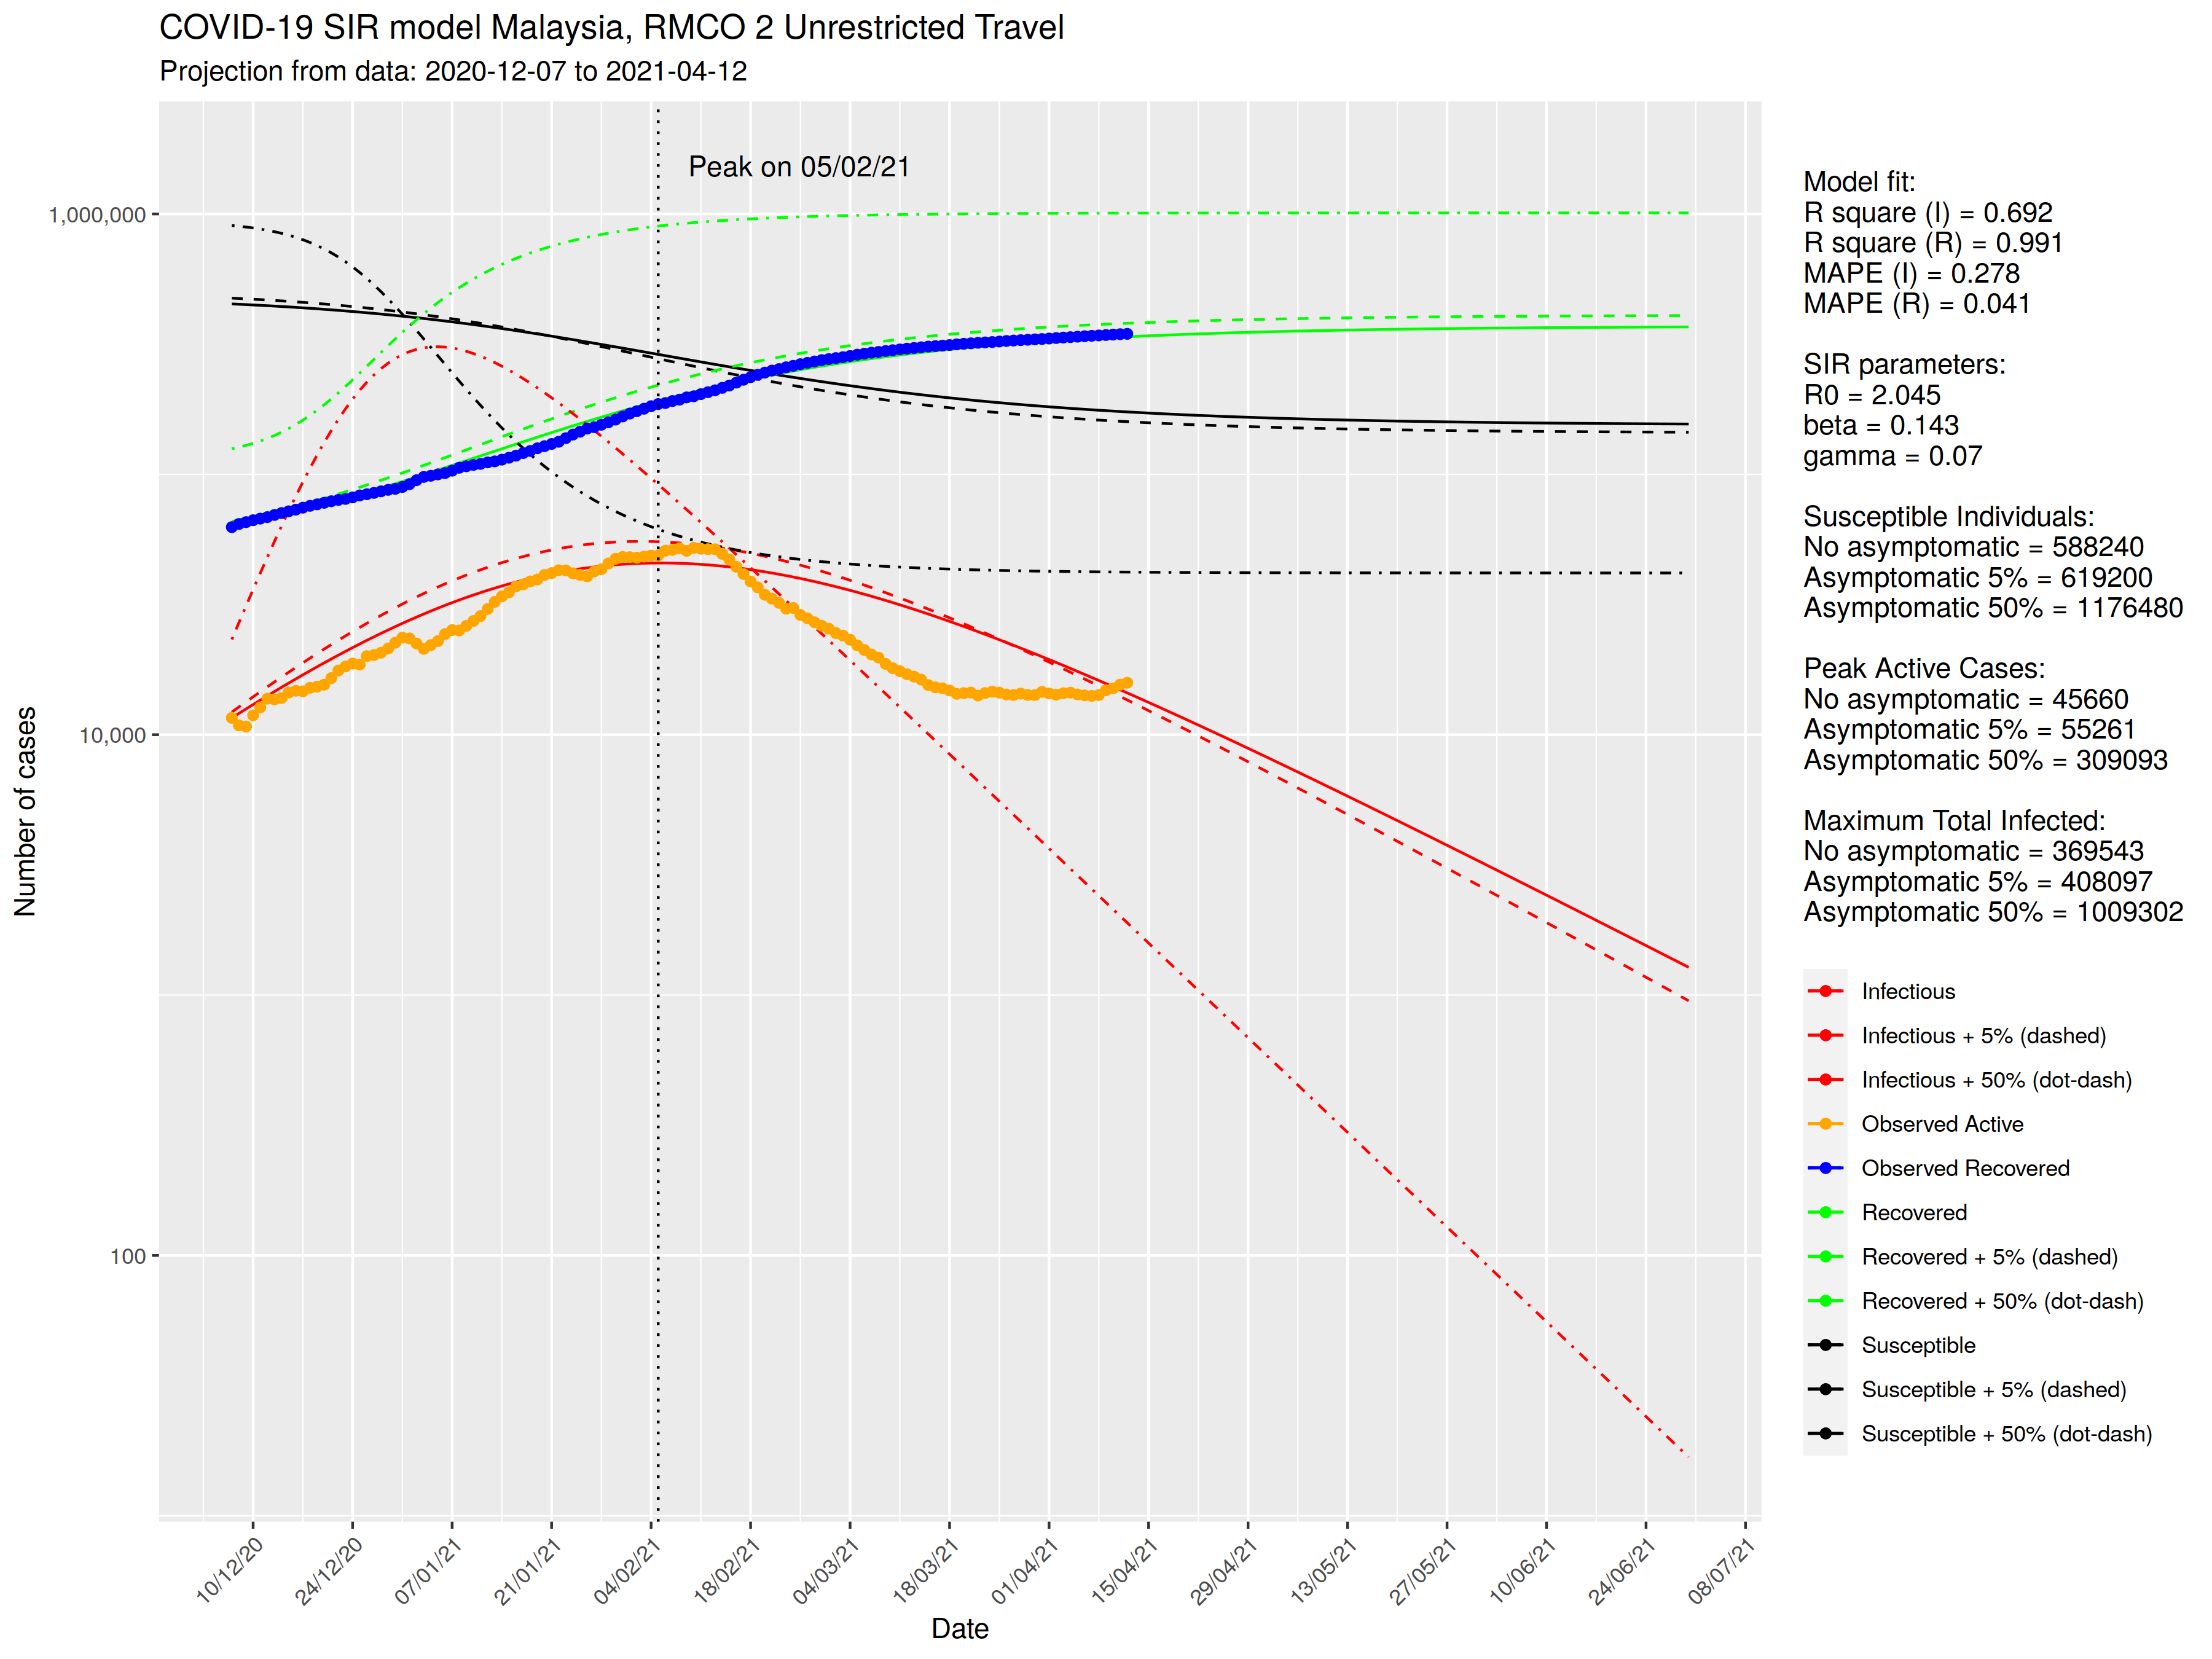 COVID-19 SIR model Malaysia, RMCO 2 Unrestricted Travel
Projection from data: 2020-12-07 to 2021-04-12
Peak on 05/02/21
1,000,000
10,000
100
Number of cases
10/12/20
24/12/20
07/01/21
21/01/21
04/02/21
18/02/21
04/03/21
18/03/21
01/04/21
15/04/21
29/04/21
13/05/21
27/05/21
10/06/21
24/06/21
08/07/21
Date
Model fit:
R square (I) = 0.692
R square (R) = 0.991
MAPE (I) = 0.278
MAPE (R) = 0.041
SIR parameters:
R0 = 2.045
beta = 0.143
gamma = 0.07
Susceptible Individuals:
No asymptomatic = 588240
Asymptomatic 5% = 619200
Asymptomatic 50% = 1176480
Peak Active Cases:
No asymptomatic = 45660
Asymptomatic 5% = 55261
Asymptomatic 50% = 309093
Maximum Total Infected:
No asymptomatic = 369543
Asymptomatic 5% = 408097
Asymptomatic 50% = 1009302
Infectious
Infectious + 5% (dashed)
Infectious + 50% (dot-dash)
Observed Active
Observed Recovered
Recovered
Recovered + 5% (dashed)
Recovered + 50% (dot-dash)
Susceptible
Susceptible + 5% (dashed)
Susceptible + 50% (dot-dash)